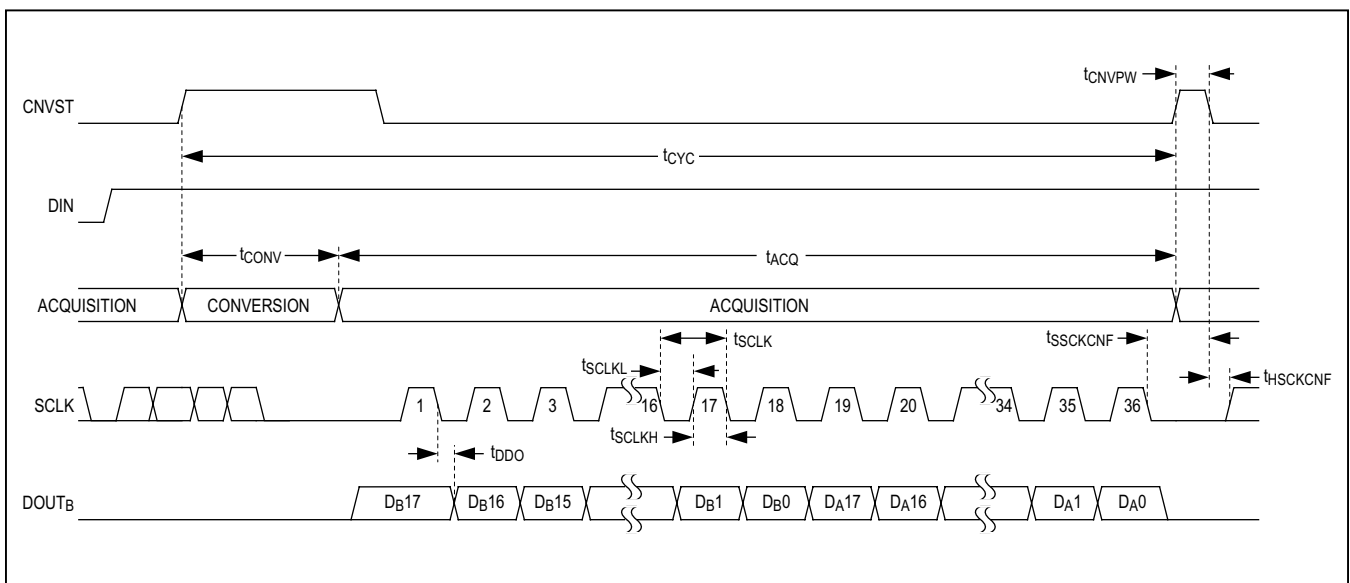 tCNVPW
CNVST
tCYC
DIN
tCONV
tACQ
ACQUISITION CONVERSION ACQUISITION
tSCLK
tSSCKCNF
tSCLKL
tHSCKCNF
SCLK 1 2 3 16 17 18 19 20 34 35 36
tSCLKH
tDDO
DOUTB DB17 DB16 DB15 DB1 DB0 DA17 DA16 DA1 DA0